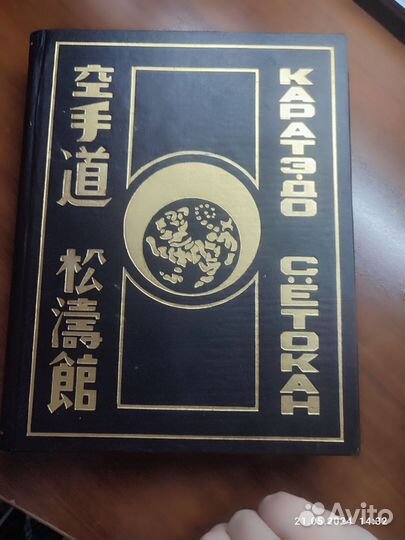 空手道 松濤館
КАРАТЭ-ДО СЁТОКАН
Avito
21.05.2024 14:32